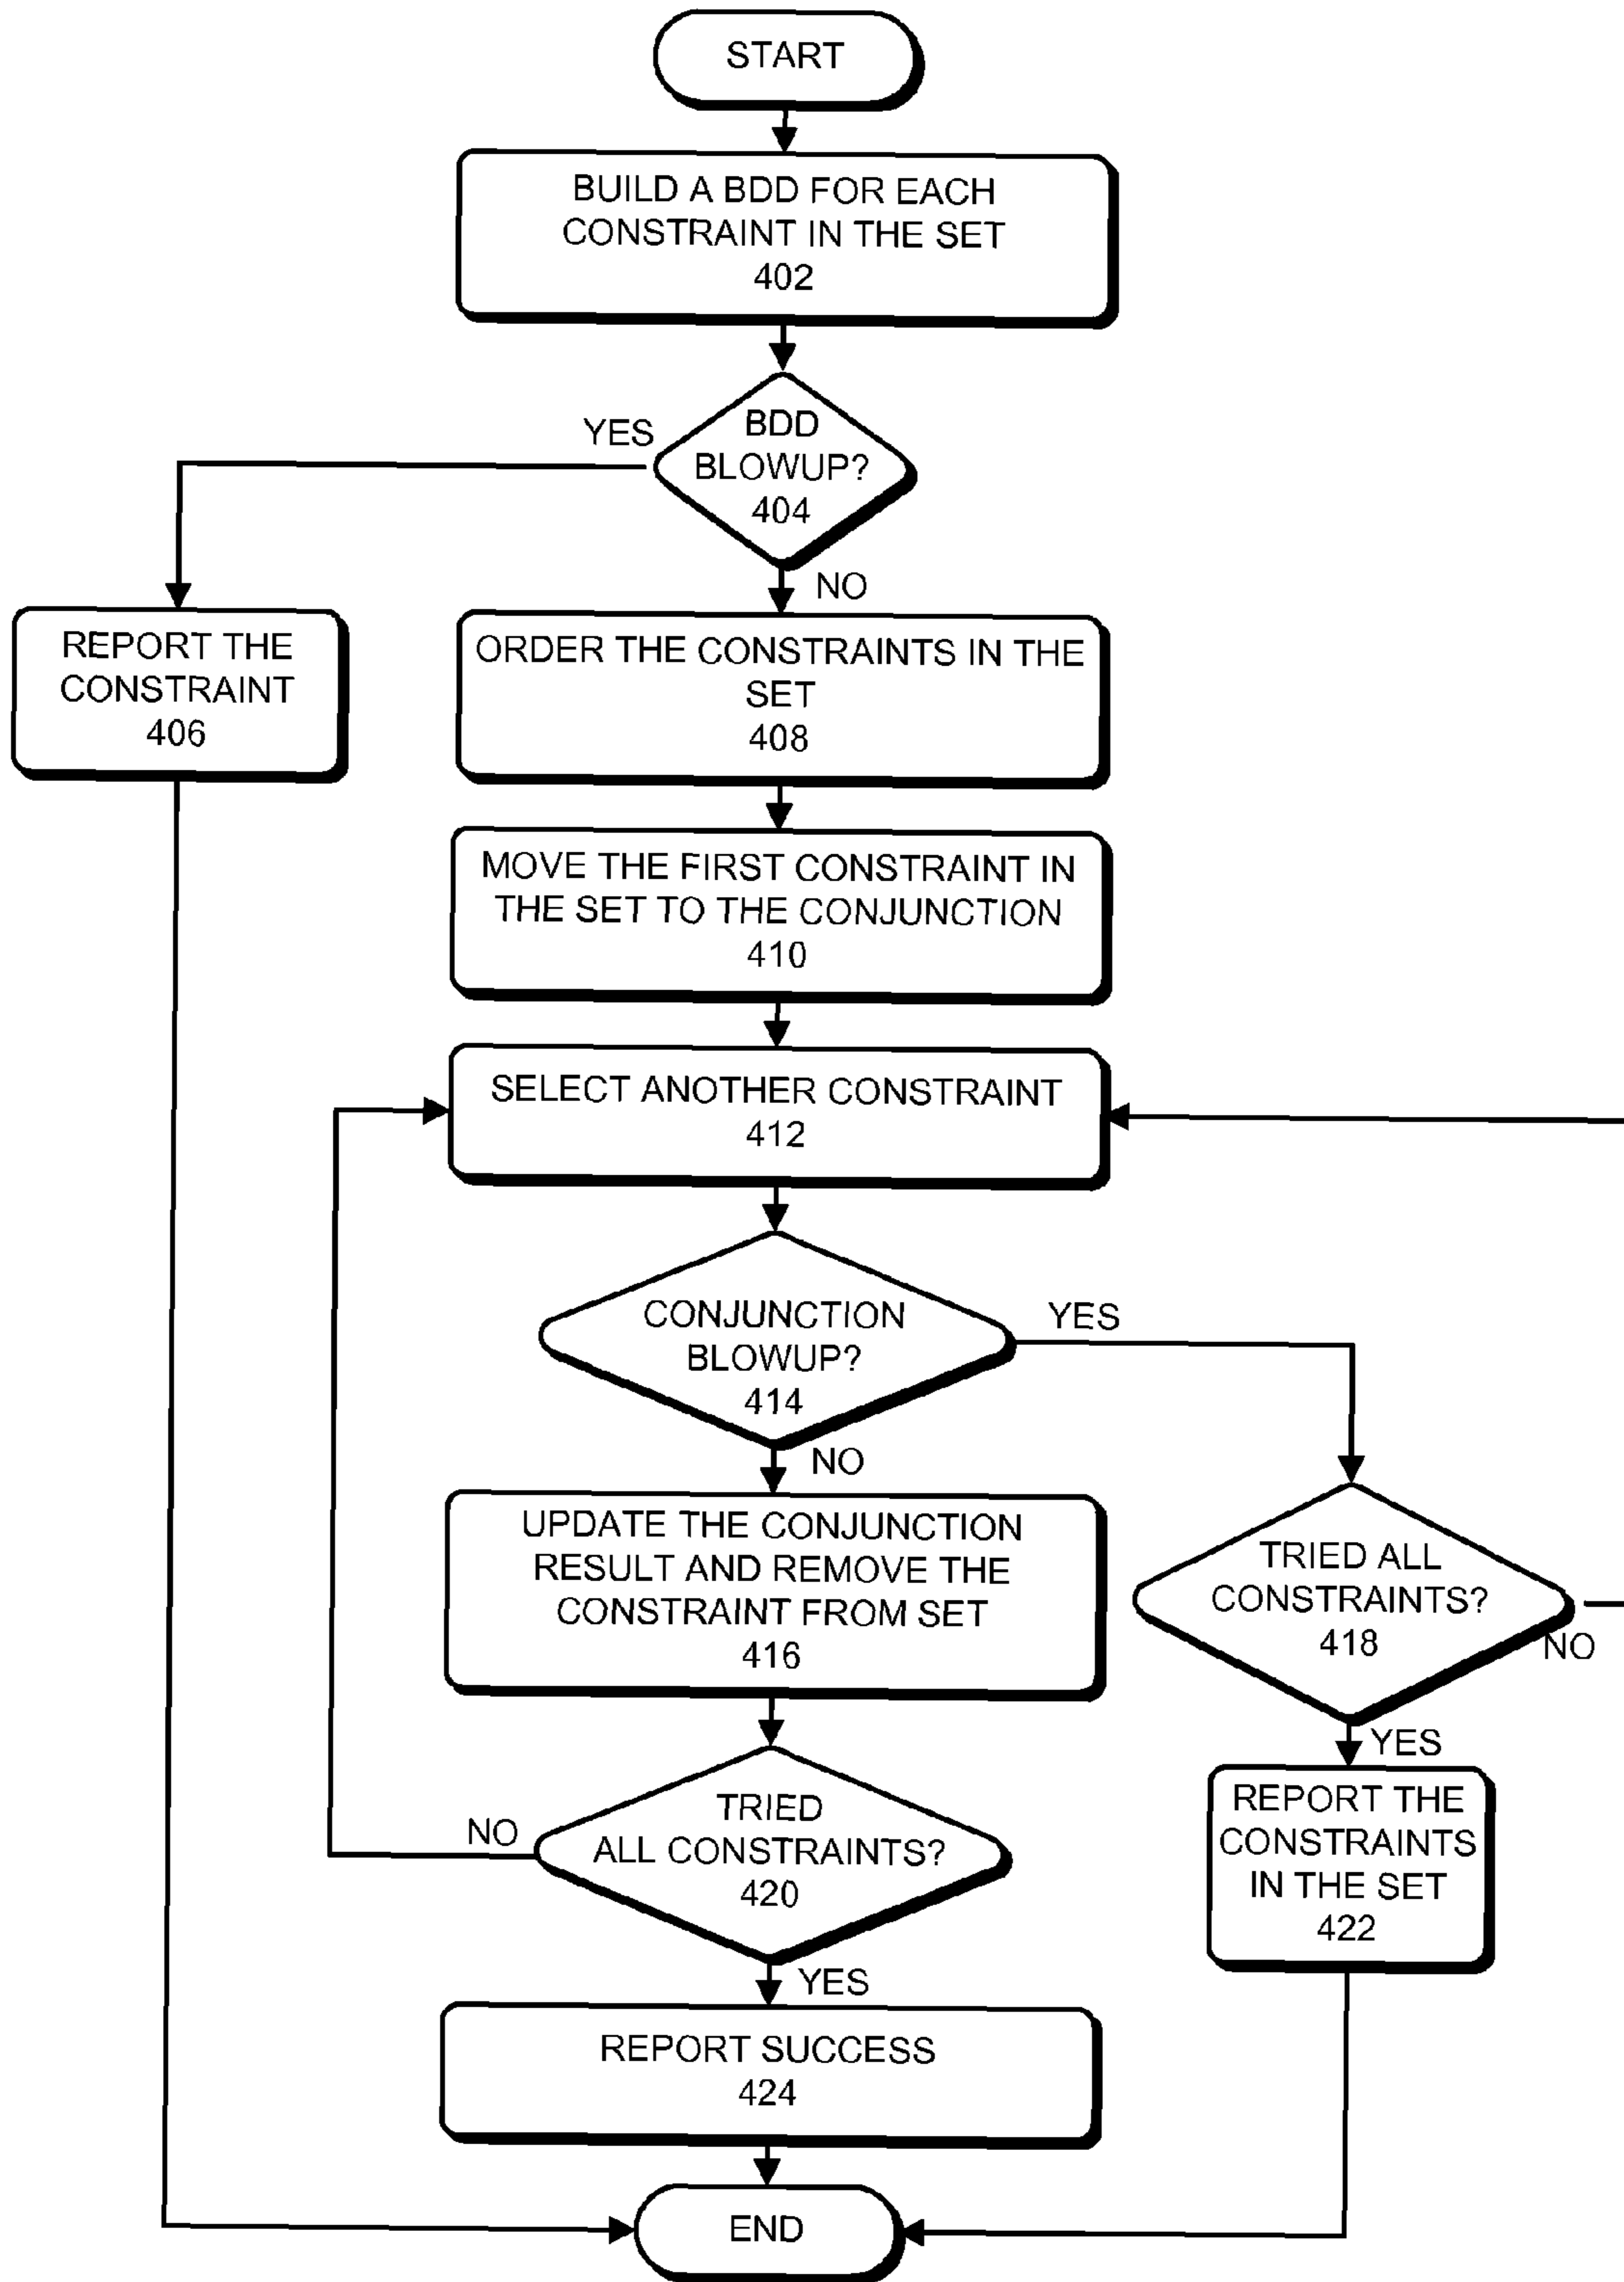 START
BUILD A BDD FOR EACH
CONSTRAINT IN THE SET
402
YES
BDD
BLOWUP?
404
NO
REPORT THE
CONSTRAINT
406
ORDER THE CONSTRAINTS IN THE
SET
408
MOVE THE FIRST CONSTRAINT IN
THE SET TO THE CONJUNCTION
410
SELECT ANOTHER CONSTRAINT
412
CONJUNCTION
BLOWUP?
414
YES
NO
UPDATE THE CONJUNCTION
RESULT AND REMOVE THE
CONSTRAINT FROM SET
416
TRIED ALL
CONSTRAINTS?
418
NO
YES
TRIED
ALL CONSTRAINTS?
420
NO
YES
REPORT THE
CONSTRAINTS
IN THE SET
422
REPORT SUCCESS
424
END